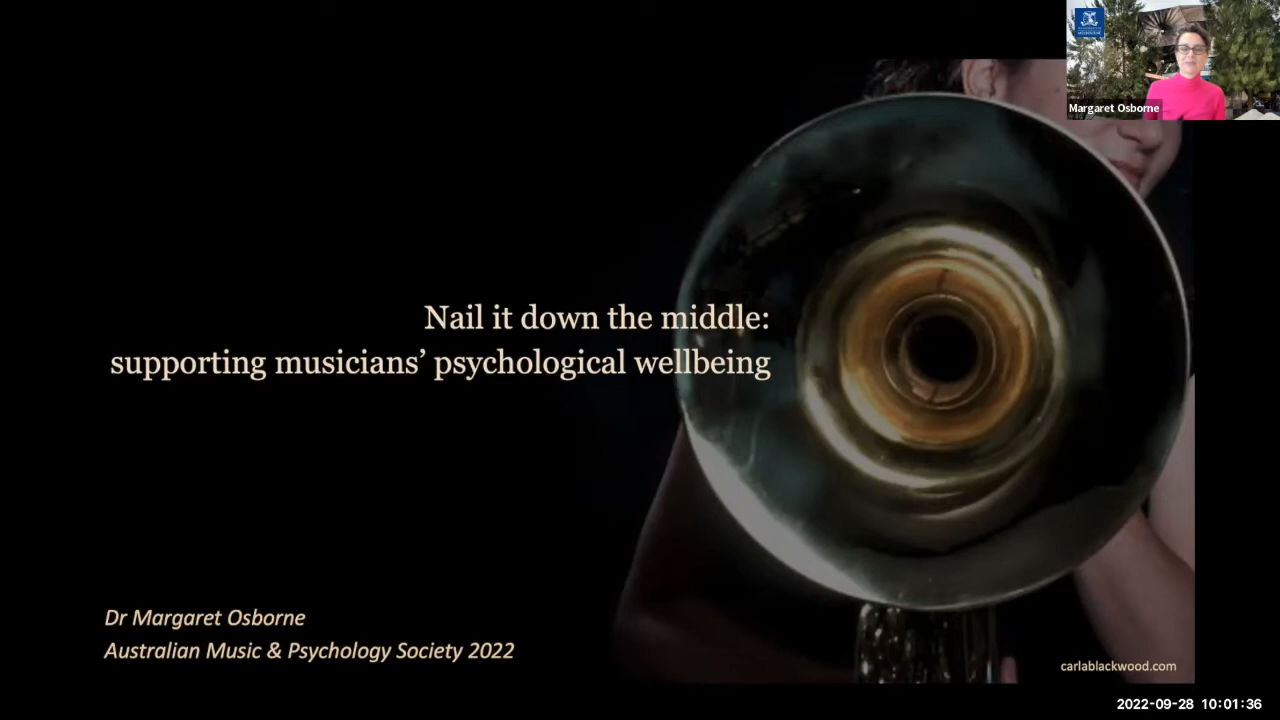 Margaret Osborne
Nail it down the middle:
supporting musicians’ psychological wellbeing
Dr Margaret Osborne
Australian Music & Psychology Society 2022
carlablackwood.com
2022-09-28 10:01:36